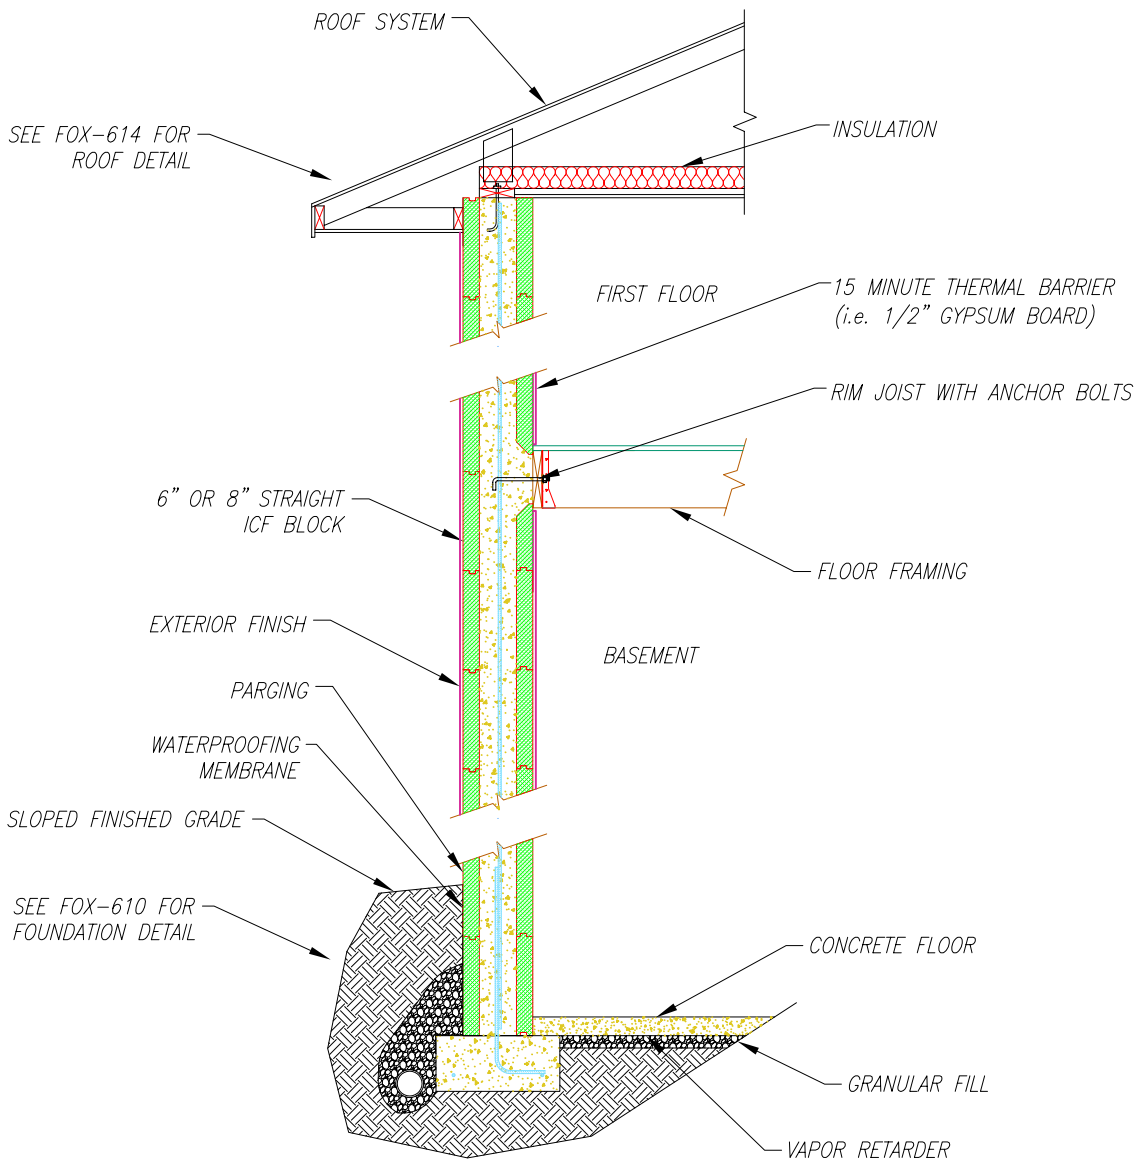 ROOF SYSTEM
SEE FOX-614 FOR
ROOF DETAIL
INSULATION
FIRST FLOOR
15 MINUTE THERMAL BARRIER
(i.e. 1/2" GYPSUM BOARD)
RIM JOIST WITH ANCHOR BOLTS
6" OR 8" STRAIGHT
ICF BLOCK
FLOOR FRAMING
EXTERIOR FINISH
BASEMENT
PARGING
WATERPROOFING
MEMBRANE
SLOPED FINISHED GRADE
SEE FOX-610 FOR
FOUNDATION DETAIL
CONCRETE FLOOR
GRANULAR FILL
VAPOR RETARDER